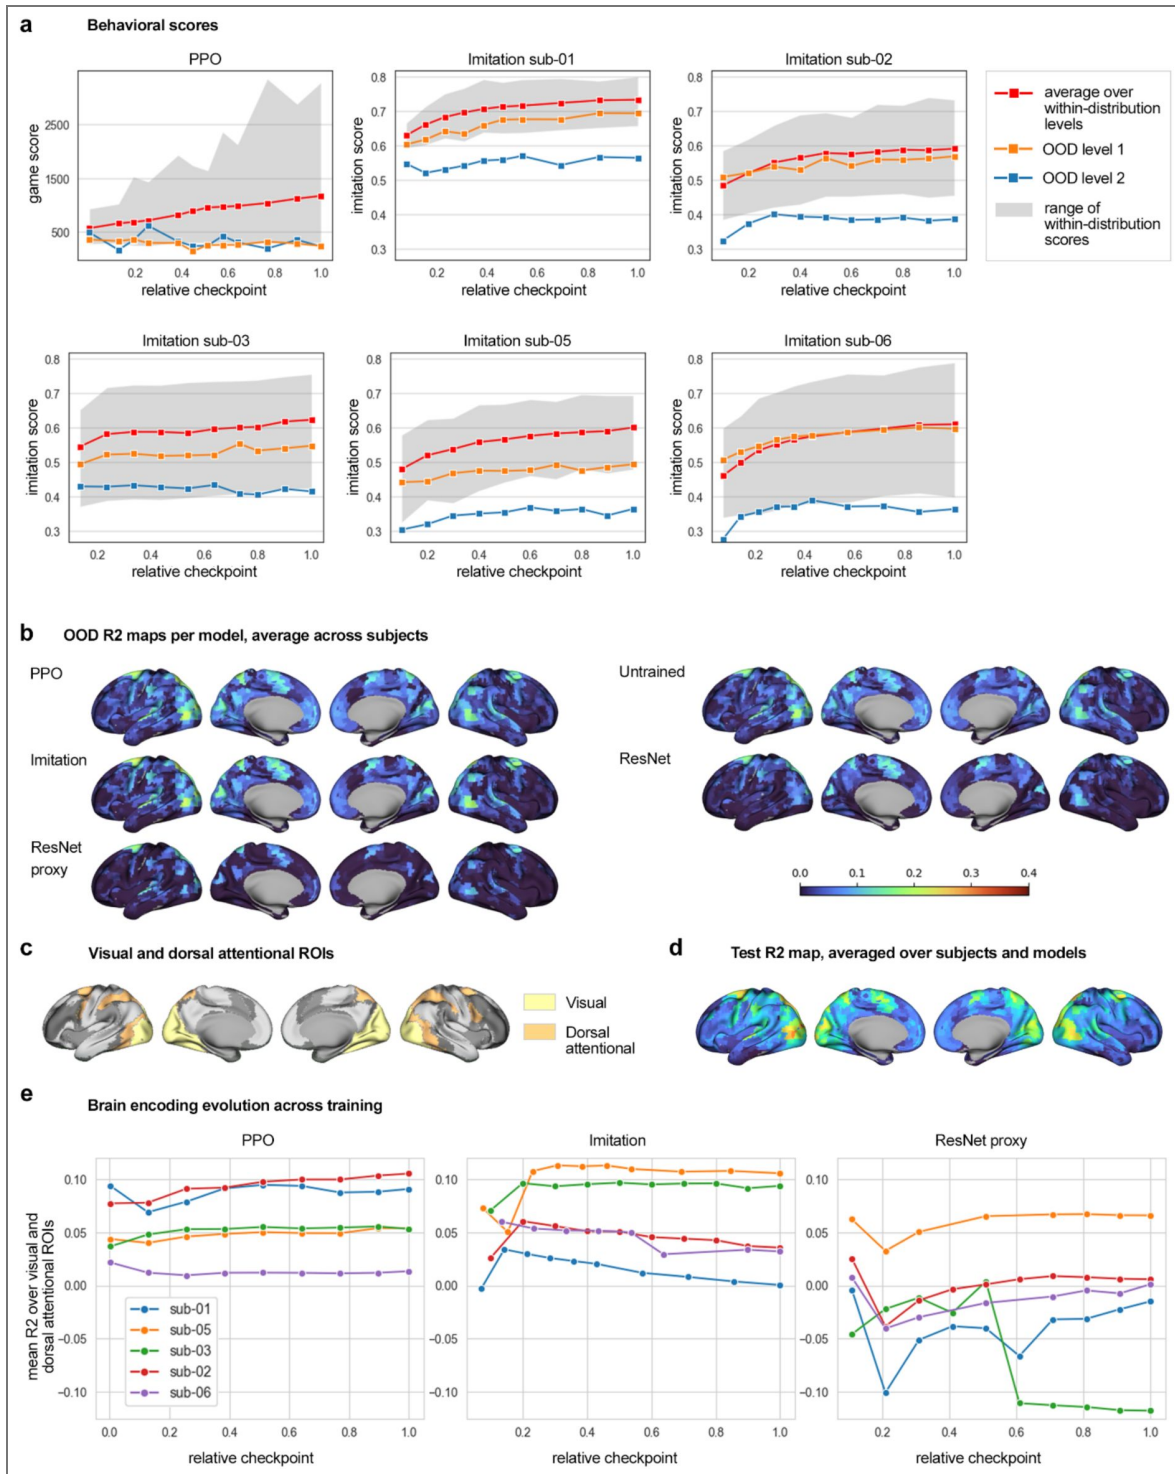 a Behavioral scores
PPO
game score
2500
1500
500
0.2 0.4 0.6 0.8 1.0
relative checkpoint
Imitation sub-01
imitation score
0.8
0.7
0.6
0.5
0.4
0.3
0.2 0.4 0.6 0.8 1.0
relative checkpoint
Imitation sub-02
imitation score
0.8
0.7
0.6
0.5
0.4
0.3
0.2 0.4 0.6 0.8 1.0
relative checkpoint
average over
within-distribution
levels
OOD level 1
OOD level 2
range of
within-distribution
scores
Imitation sub-03
imitation score
0.8
0.7
0.6
0.5
0.4
0.3
0.2 0.4 0.6 0.8 1.0
relative checkpoint
Imitation sub-05
imitation score
0.8
0.7
0.6
0.5
0.4
0.3
0.2 0.4 0.6 0.8 1.0
relative checkpoint
Imitation sub-06
imitation score
0.8
0.7
0.6
0.5
0.4
0.3
0.2 0.4 0.6 0.8 1.0
relative checkpoint
b OOD R2 maps per model, average across subjects
PPO
Imitation
ResNet
proxy
Untrained
ResNet
0.0 0.1 0.2 0.3 0.4
c Visual and dorsal attentional ROIs
Visual
Dorsal
attentional
d Test R2 map, averaged over subjects and models
e Brain encoding evolution across training
PPO
mean R2 over visual and
dorsal attentional ROIs
0.10
0.05
0.00
−0.05
−0.10
sub-01
sub-05
sub-03
sub-02
sub-06
0.0 0.2 0.4 0.6 0.8 1.0
relative checkpoint
Imitation
0.10
0.05
0.00
−0.05
−0.10
0.2 0.4 0.6 0.8 1.0
relative checkpoint
ResNet proxy
0.10
0.05
0.00
−0.05
−0.10
0.2 0.4 0.6 0.8 1.0
relative checkpoint